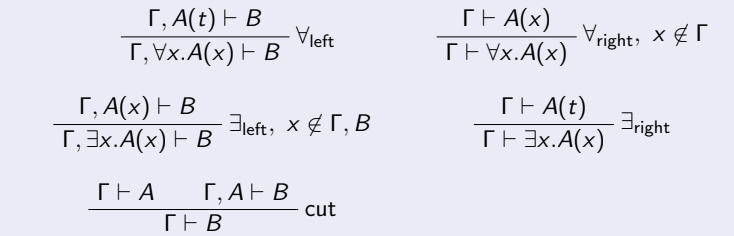 Γ, A(t) ⊢ B Γ ⊢ A(x)
Γ, ∀x.A(x) ⊢ B ∀left Γ ⊢ ∀x.A(x) ∀right, x ∉ Γ
Γ, A(x) ⊢ B Γ ⊢ A(t)
Γ, ∃x.A(x) ⊢ B ∃left, x ∉ Γ, B Γ ⊢ ∃x.A(x) ∃right
Γ ⊢ A Γ, A ⊢ B
Γ ⊢ B cut